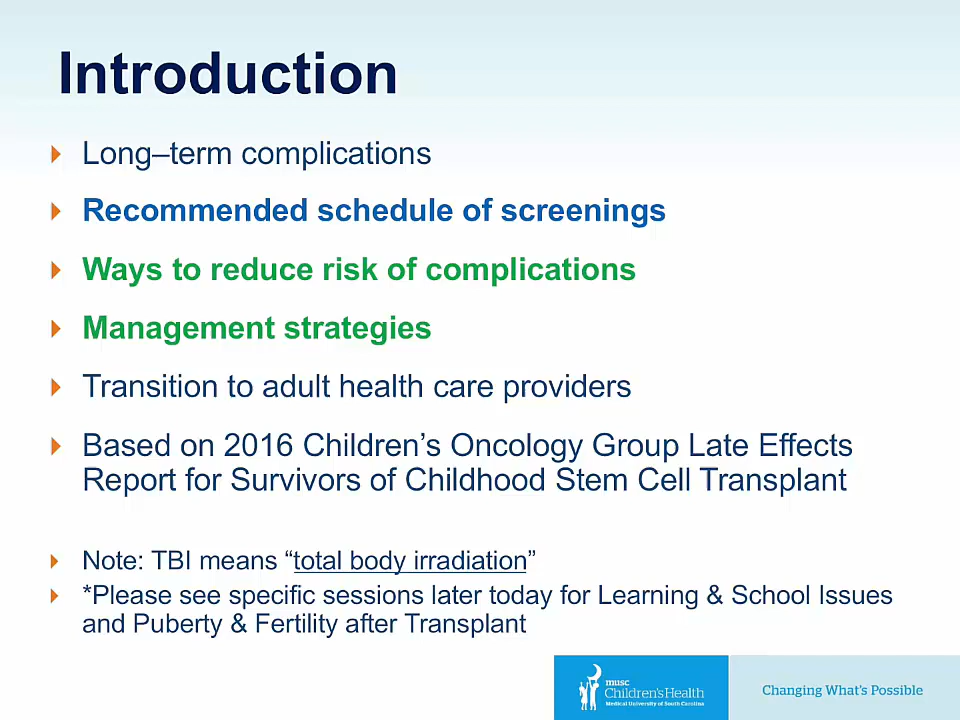 Introduction
Long–term complications
Recommended schedule of screenings
Ways to reduce risk of complications
Management strategies
Transition to adult health care providers
Based on 2016 Children’s Oncology Group Late Effects
Report for Survivors of Childhood Stem Cell Transplant
Note: TBI means “total body irradiation”
*Please see specific sessions later today for Learning & School Issues
and Puberty & Fertility after Transplant
musc
Children's Health
Medical University of South Carolina
Changing What's Possible